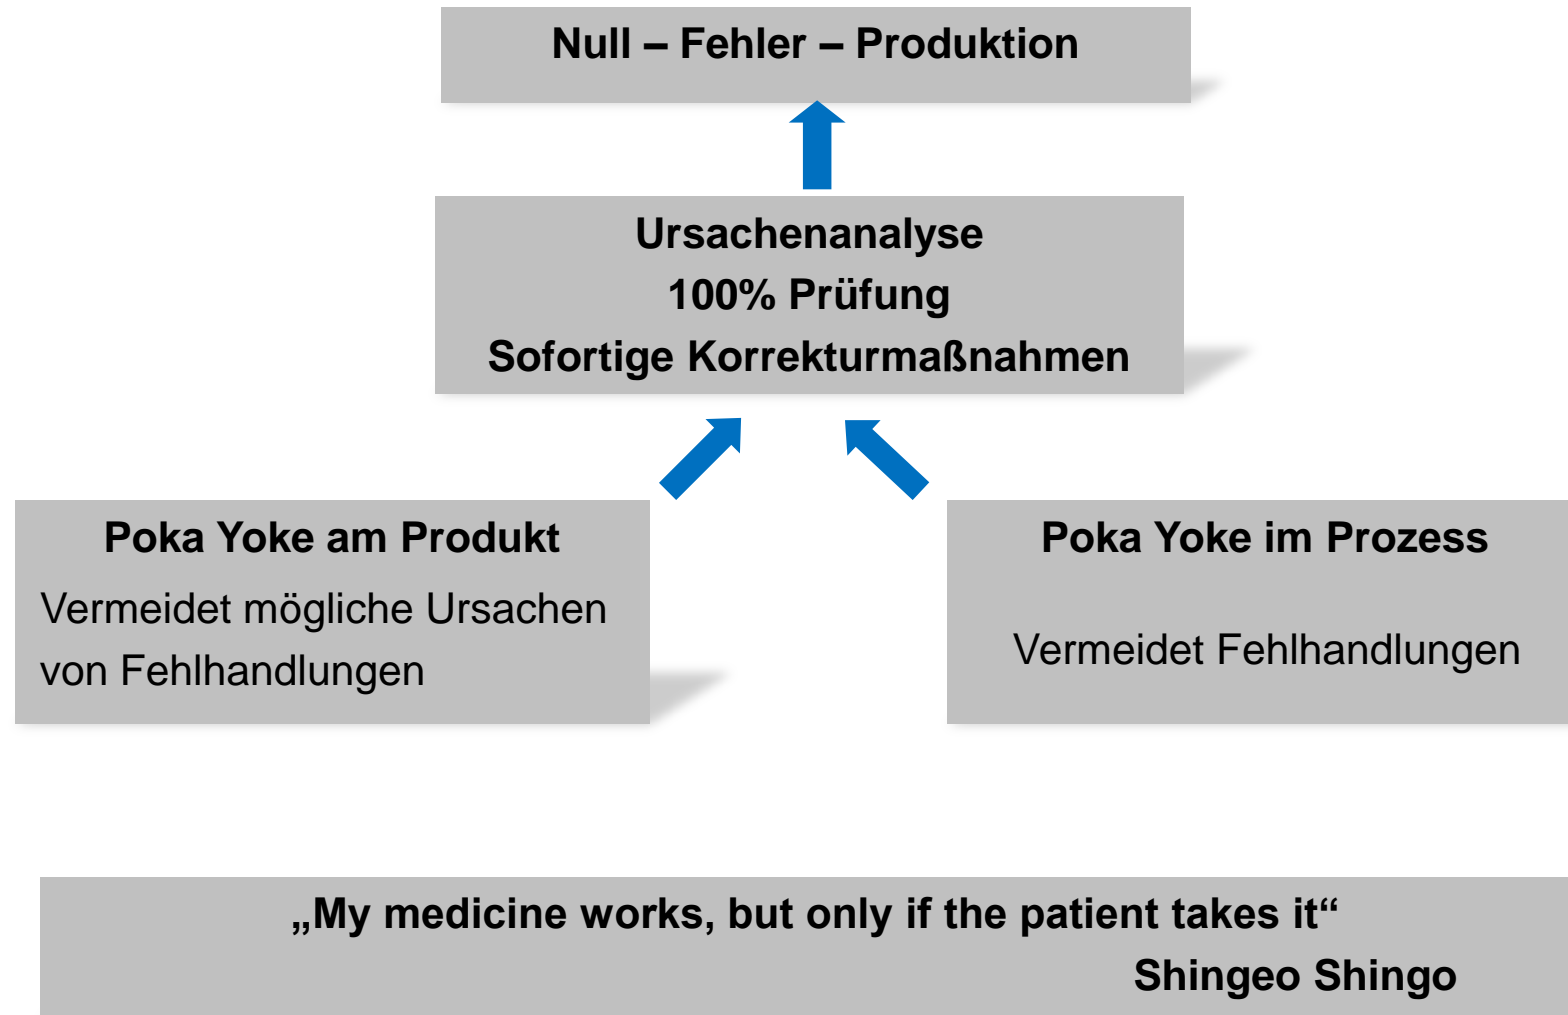 Null – Fehler – Produktion
Ursachenanalyse
100% Prüfung
Sofortige Korrekturmaßnahmen
Poka Yoke am Produkt
Vermeidet mögliche Ursachen
von Fehlhandlungen
Poka Yoke im Prozess
Vermeidet Fehlhandlungen
„My medicine works, but only if the patient takes it“
Shingeo Shingo